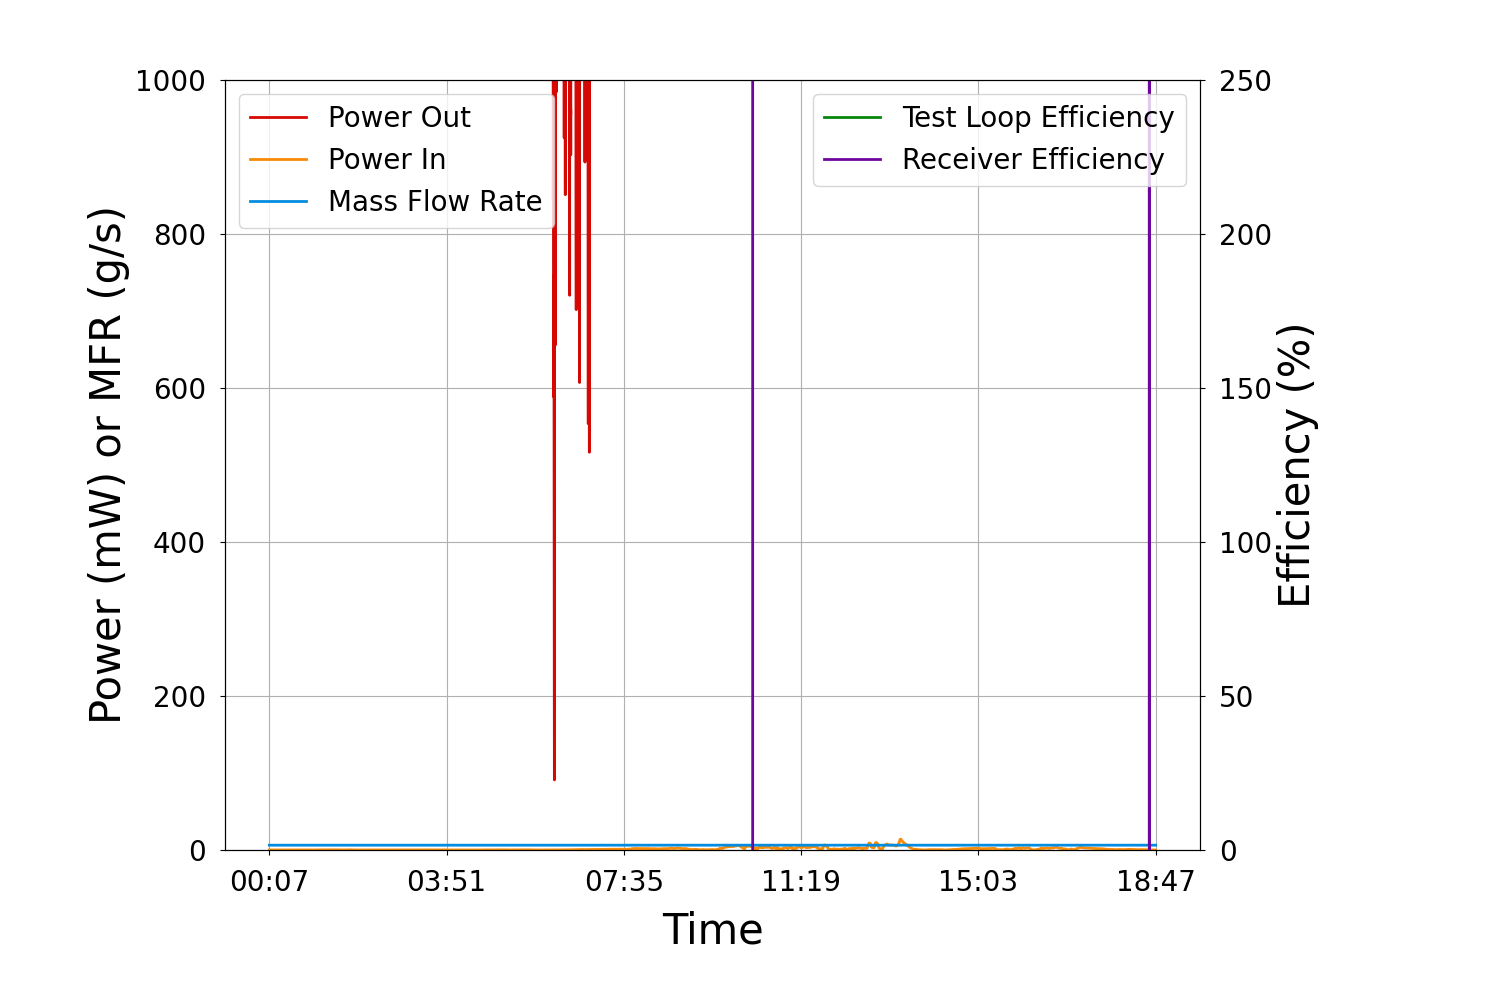 1000
800
600
400
200
0
Power (mW) or MFR (g/s)
Power Out
Power In
Mass Flow Rate
Test Loop Efficiency
Receiver Efficiency
250
200
150
100
50
0
Efficiency (%)
00:07 03:51 07:35 11:19 15:03 18:47
Time